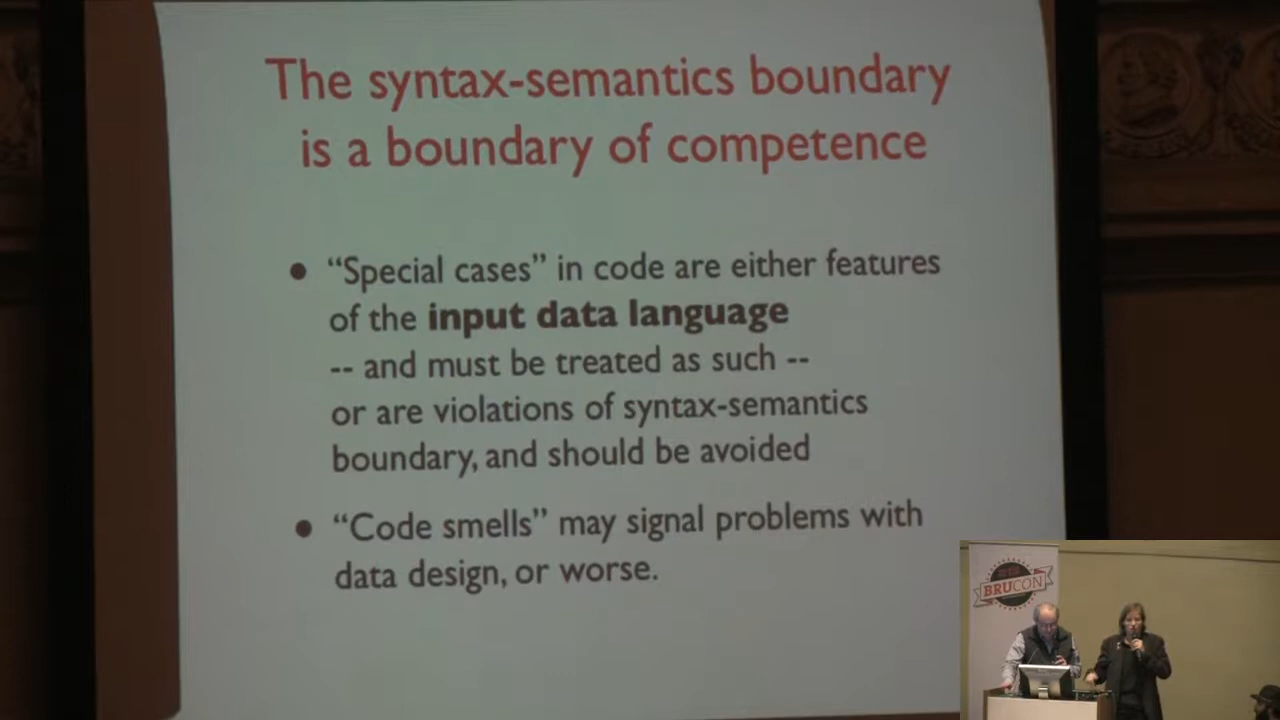 The syntax-semantics boundary
is a boundary of competence
• “Special cases” in code are either features
of the input data language
-- and must be treated as such --
or are violations of syntax-semantics
boundary, and should be avoided
• “Code smells” may signal problems with
data design, or worse.
BRUCON